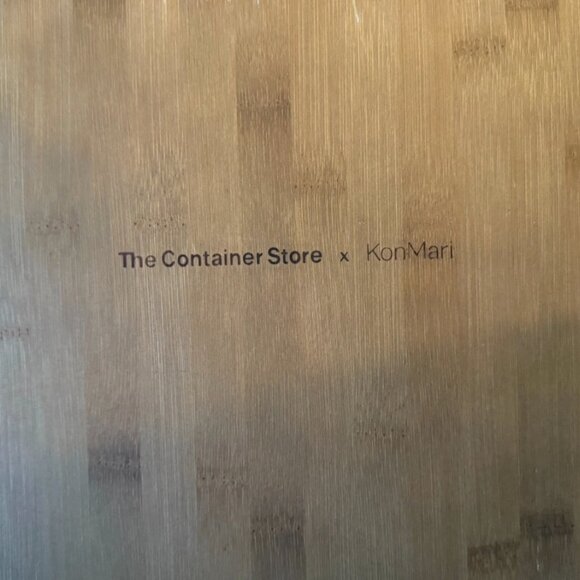 The Container Store x KonMari